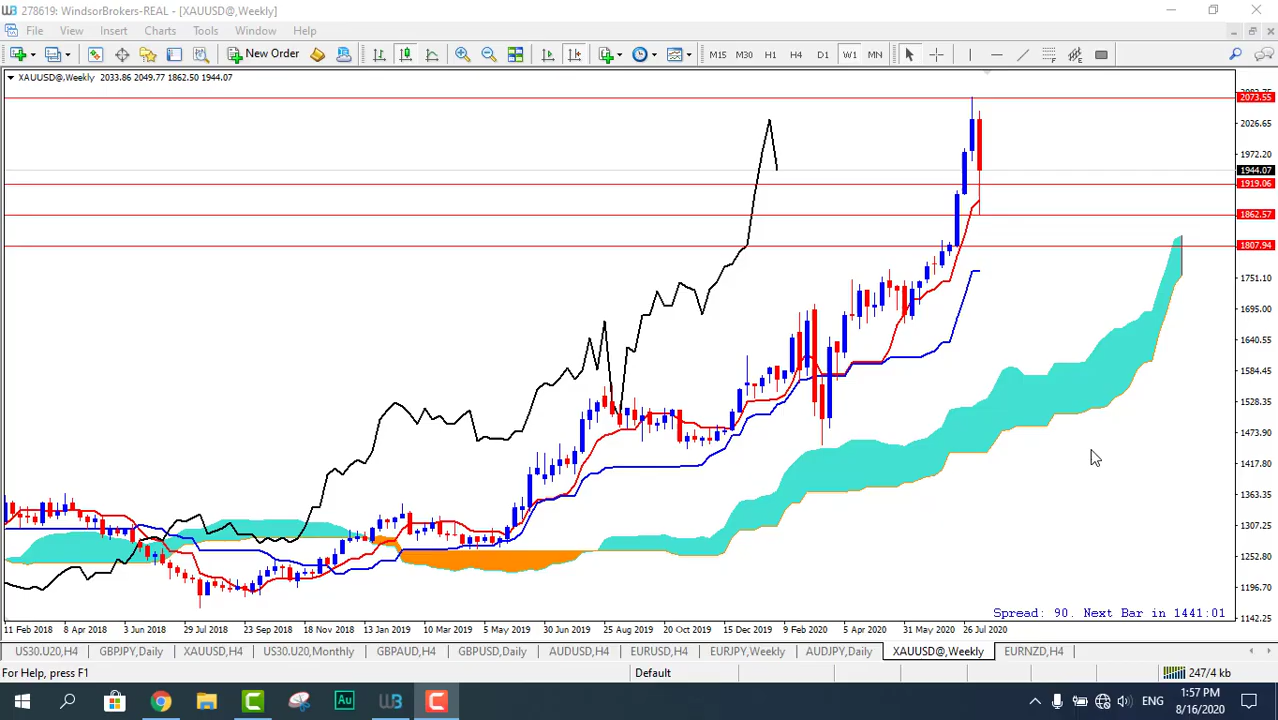 278619: WindsorBrokers-REAL - [XAUUSD@,Weekly]
File View Insert Charts Tools Window Help
New Order M15 M30 H1 H4 D1 W1 MN
XAUUSD@,Weekly 2033.86 2049.77 1862.50 1944.07
2073.55
2026.65
1972.20
1944.07
1919.06
1862.57
1807.94
1751.10
1695.00
1640.55
1584.45
1528.35
1473.90
1417.80
1363.35
1307.25
1252.80
1196.70
1142.25
Spread: 90. Next Bar in 1441:01
11 Feb 2018 8 Apr 2018 3 Jun 2018 29 Jul 2018 23 Sep 2018 18 Nov 2018 13 Jan 2019 10 Mar 2019 5 May 2019 30 Jun 2019 25 Aug 2019 20 Oct 2019 15 Dec 2019 9 Feb 2020 5 Apr 2020 31 May 2020 26 Jul 2020
US30.U20,H4 GBPJPY,Daily XAUUSD,H4 US30.U20,Monthly GBPAUD,H4 GBPUSD,Daily AUDUSD,H4 EURUSD,H4 EURJPY,Weekly AUDJPY,Daily XAUUSD@,Weekly EURNZD,H4
For Help, press F1 Default 247/4 kb
Au ENG 1:57 PM
8/16/2020